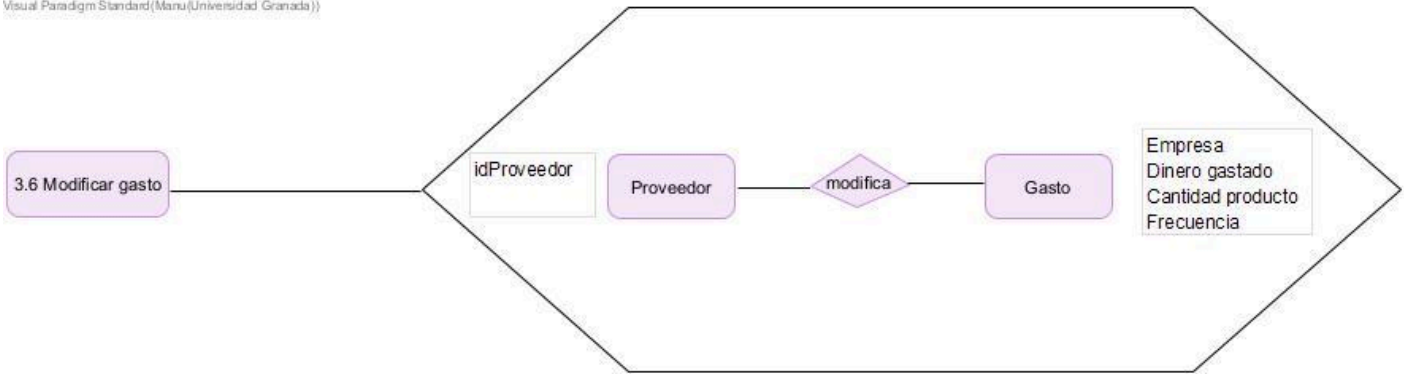 Visual Paradigm Standard(Manu(Universidad Granada))
3.6 Modificar gasto
idProveedor
Proveedor
modifica
Gasto
Empresa
Dinero gastado
Cantidad producto
Frecuencia